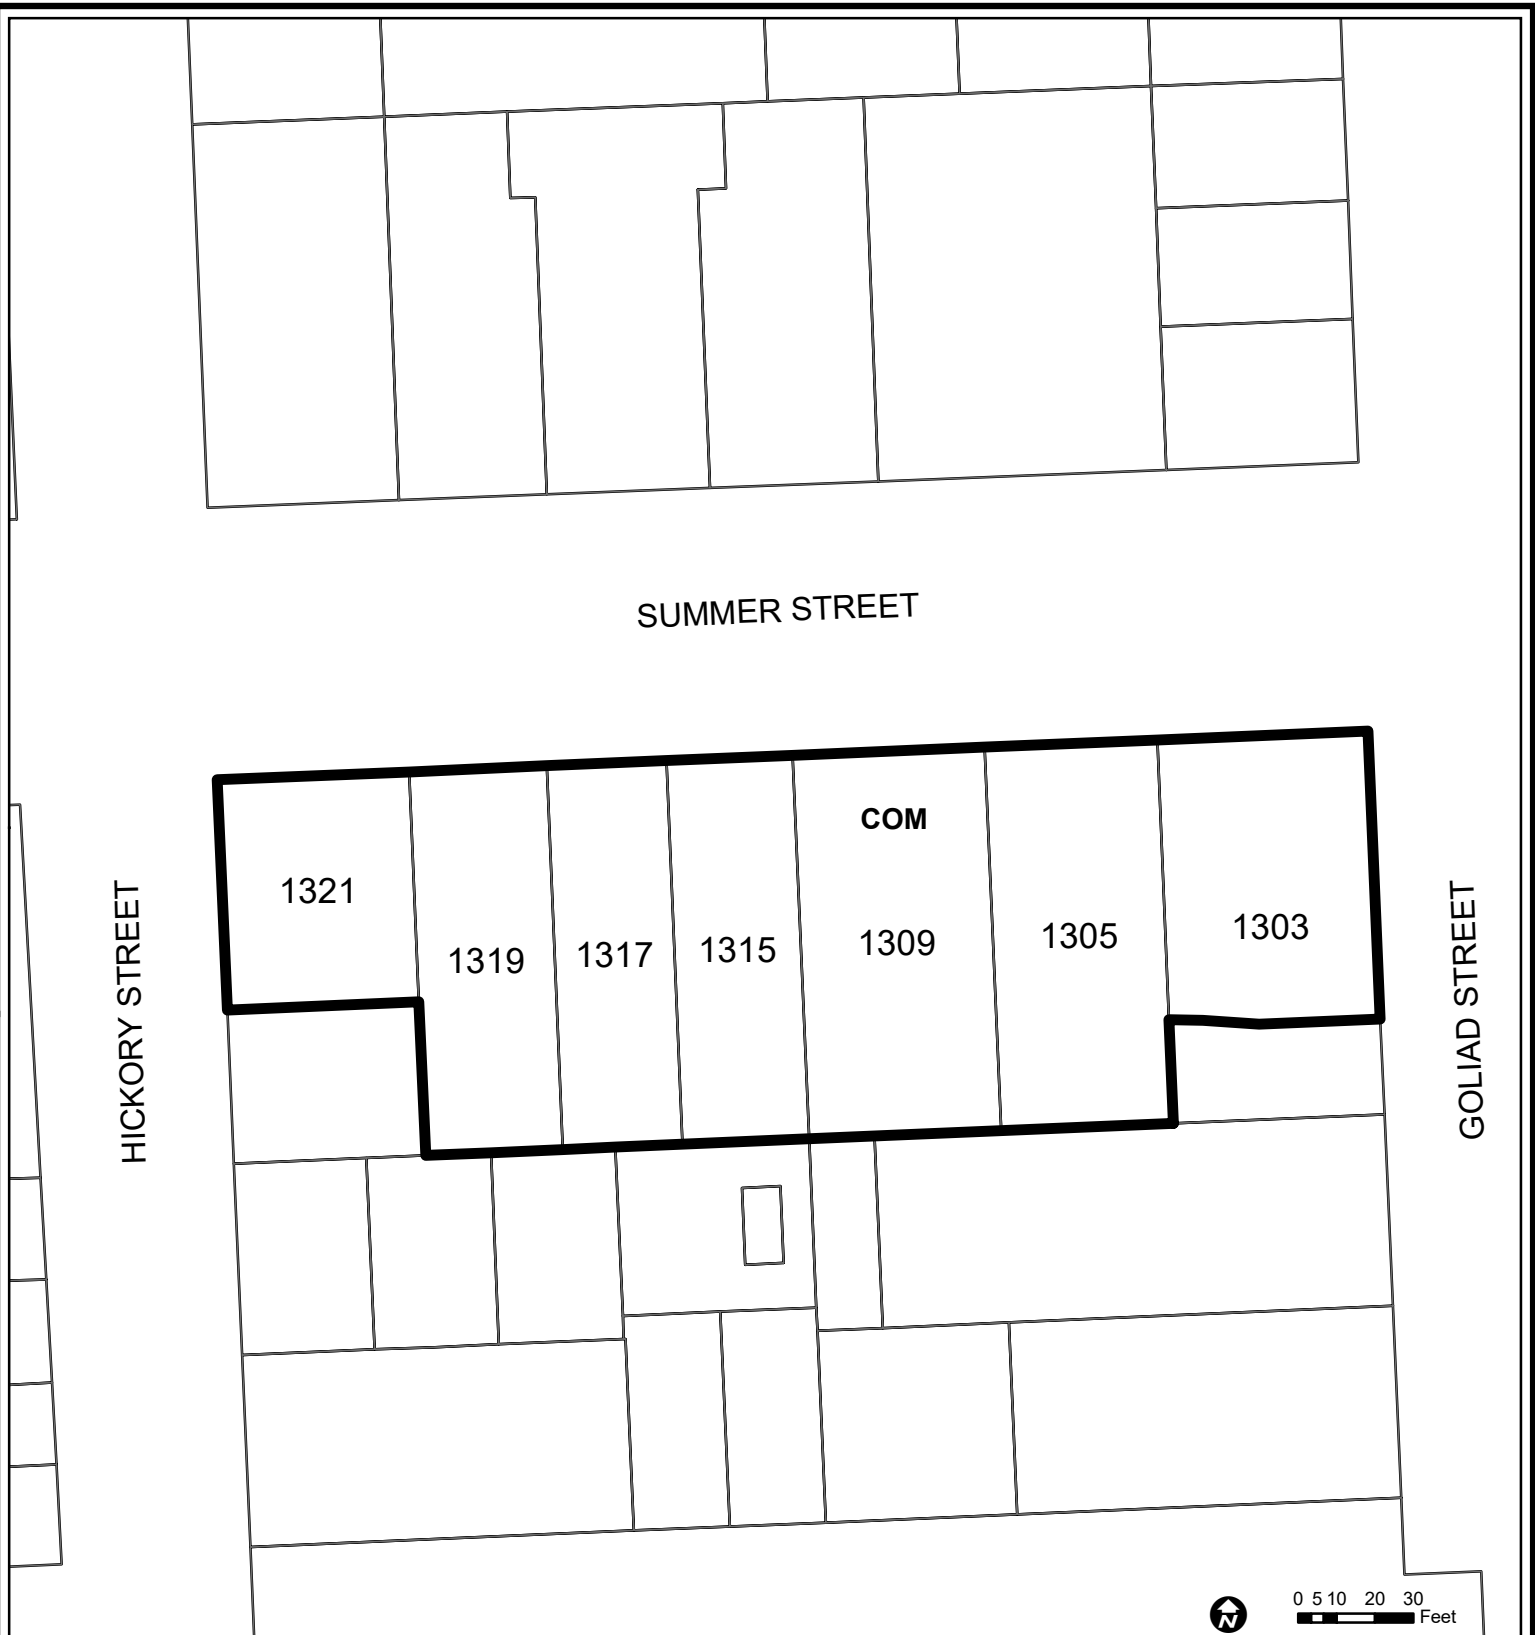 SUMMER STREET
COM
1321
1319
1317
1315
1309
1305
1303
HICKORY STREET
GOLIAD STREET
N
0 5 10 20 30
Feet